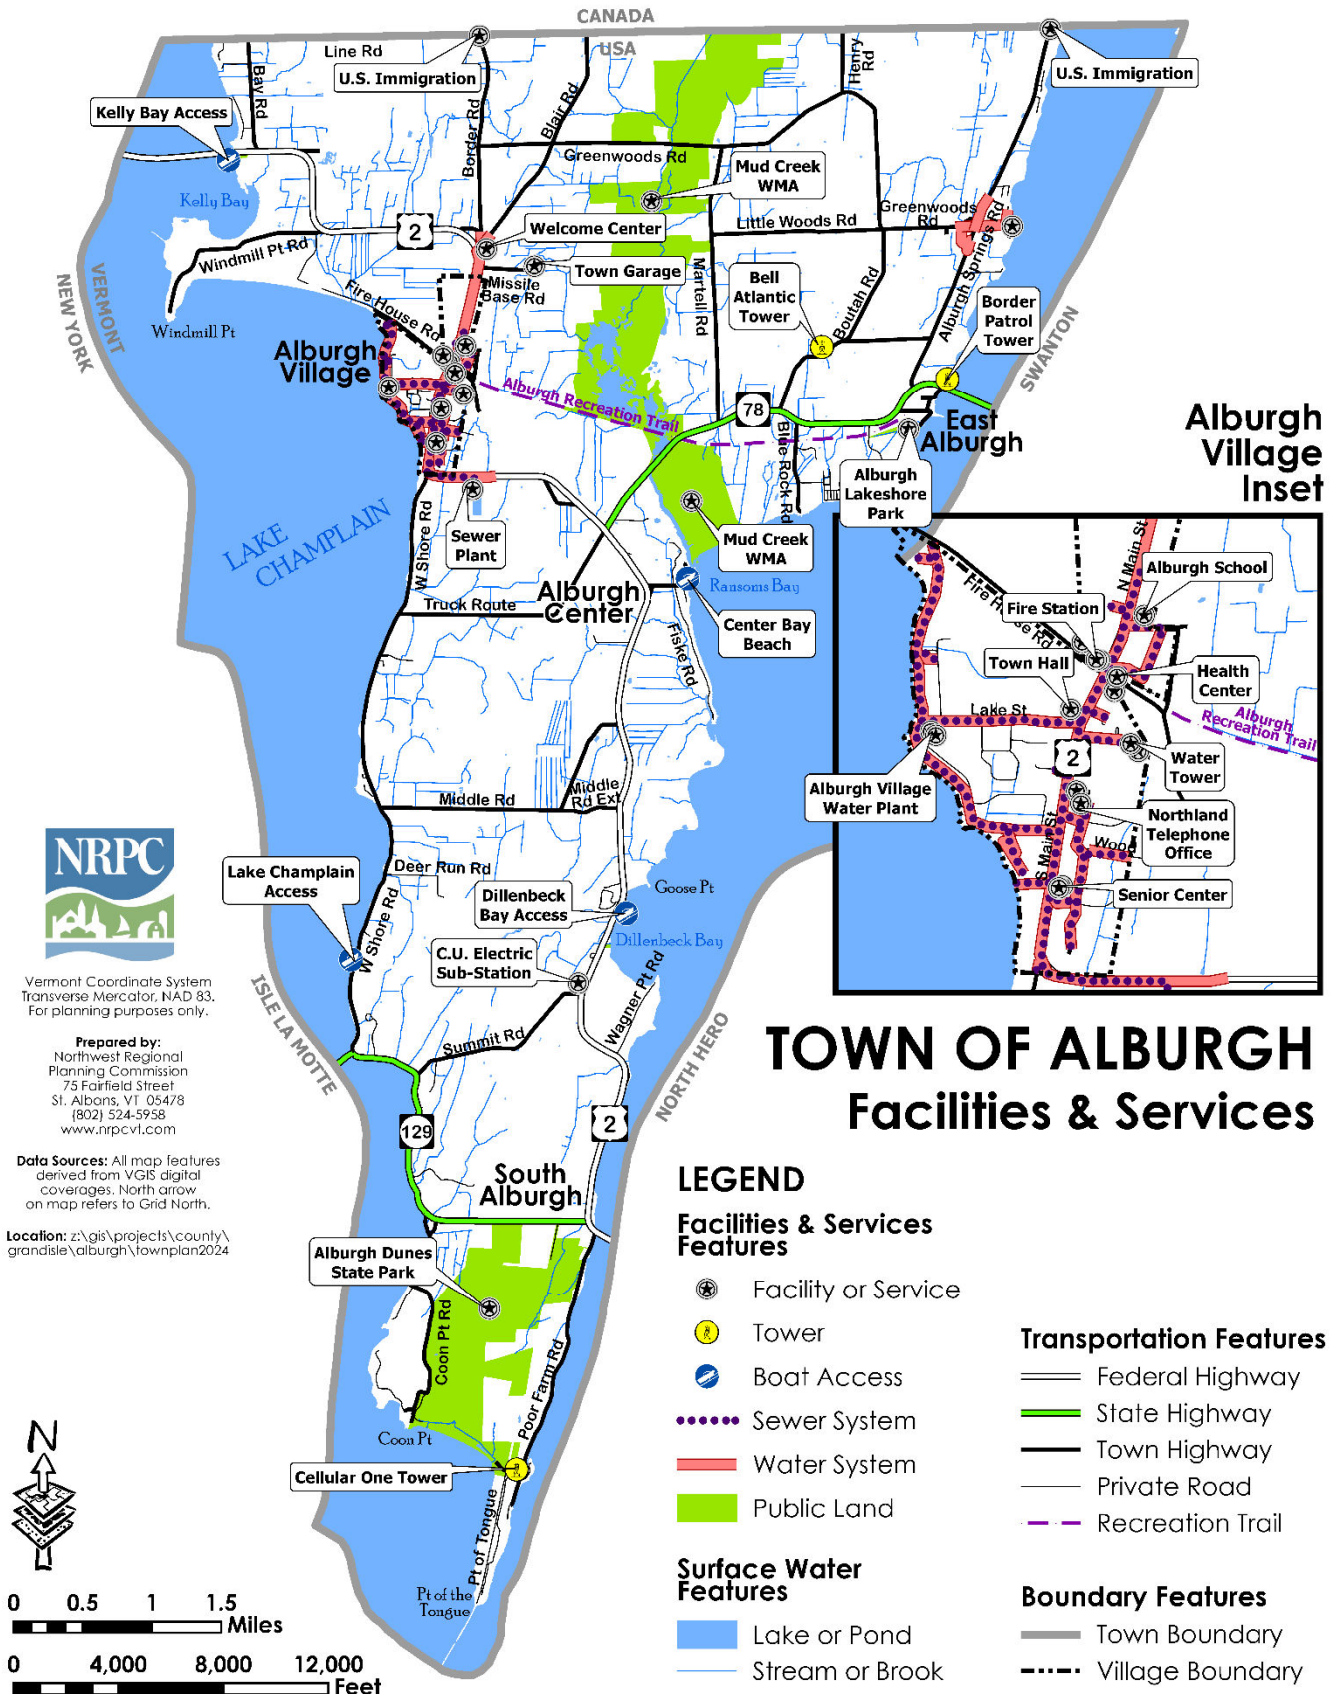 CANADA
USA
Line Rd
U.S. Immigration
U.S. Immigration
Bay Rd
Border Rd
Blair Rd
Henry
Rd
Kelly Bay Access
Greenwoods Rd
Mud Creek
WMA
Kelly Bay
Greenwoods
Rd
Little Woods Rd
2
Welcome Center
Windmill Pt Rd
Town Garage
Missile
Base Rd
Martell Rd
Bell
Atlantic
Tower
Boutah Rd
Alburgh Springs Rd
Border
Patrol
Tower
VERMONT
NEW YORK
Windmill Pt
Fire House Rd
Alburgh
Village
SWANTON
Alburgh Recreation Trail
78
East
Alburgh
Blue Rock Rd
Alburgh
Lakeshore
Park
Alburgh
Village
Inset
LAKE
CHAMPLAIN
W Shore Rd
Sewer
Plant
Mud Creek
WMA
Ransoms Bay
Alburgh
Center
Truck Route
Center Bay
Beach
Fiske Rd
N Main St
Alburgh School
Fire House Rd
Fire Station
Town Hall
Health
Center
Lake St
Alburgh
Recreation Trail
2
Water
Tower
Alburgh Village
Water Plant
Northland
Telephone
Office
S Main St
Wood
Senior Center
Middle Rd
Middle
Rd Ext
NRPC
Deer Run Rd
Lake Champlain
Access
W Shore Rd
Goose Pt
Dillenbeck
Bay Access
Dillenbeck Bay
C.U. Electric
Sub-Station
Wagner Pt Rd
Summit Rd
ISLE LA MOTTE
NORTH HERO
Vermont Coordinate System
Transverse Mercator, NAD 83.
For planning purposes only.
Prepared by:
Northwest Regional
Planning Commission
75 Fairfield Street
St. Albans, VT 05478
(802) 524-5958
www.nrpcvt.com
Data Sources: All map features
derived from VGIS digital
coverages. North arrow
on map refers to Grid North.
Location: z:\gis\projects\county\
grandisle\alburgh\townplan2024
TOWN OF ALBURGH
Facilities & Services
129
2
South
Alburgh
Alburgh Dunes
State Park
Coon Pt Rd
Poor Farm Rd
Coon Pt
Cellular One Tower
Pt of Tongue
Pt of the
Tongue
LEGEND
Facilities & Services
Features
Facility or Service
Tower
Boat Access
Sewer System
Water System
Public Land
Surface Water
Features
Lake or Pond
Stream or Brook
Transportation Features
Federal Highway
State Highway
Town Highway
Private Road
Recreation Trail
Boundary Features
Town Boundary
Village Boundary
N
0 0.5 1 1.5
Miles
0 4,000 8,000 12,000
Feet